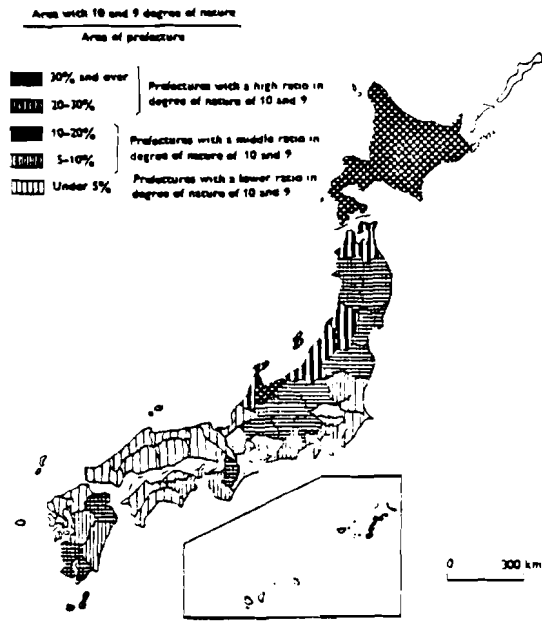 Area with 10 and 9 degree of nature
Area of prefecture
30% and over
20-30%
Prefectures with a high ratio in
degree of nature of 10 and 9
10-20%
5-10%
Prefectures with a middle ratio in
degree of nature of 10 and 9
Under 5%
Prefectures with a lower ratio in
degree of nature of 10 and 9
0 300 km